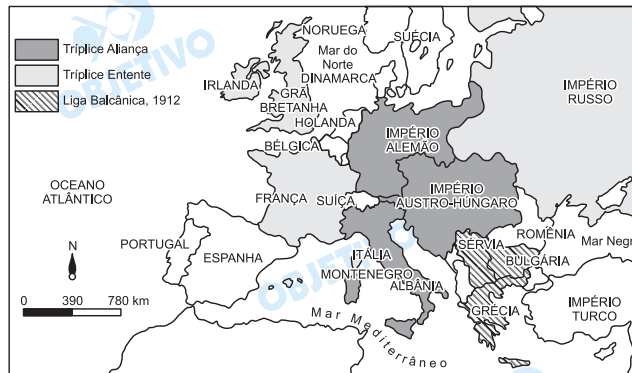 Tríplice Aliança
Tríplice Entente
Liga Balcânica, 1912
OBJETIVO
NORUEGA
SUÉCIA
Mar do
Norte
DINAMARCA
IRLANDA
GRÃ
BRETANHA
HOLANDA
IMPÉRIO
RUSSO
IMPÉRIO
ALEMÃO
BÉLGICA
OCEANO
ATLÂNTICO
FRANÇA
SUÍÇA
IMPÉRIO
AUSTRO-HÚNGARO
N
PORTUGAL
ESPANHA
ITÁLIA
MONTENEGRO
ALBÂNIA
SÉRVIA
ROMÊNIA
Mar Negro
BULGÁRIA
GRÉCIA
IMPÉRIO
TURCO
0 390 780 km
Mar Mediterrâneo
OBJETIVO